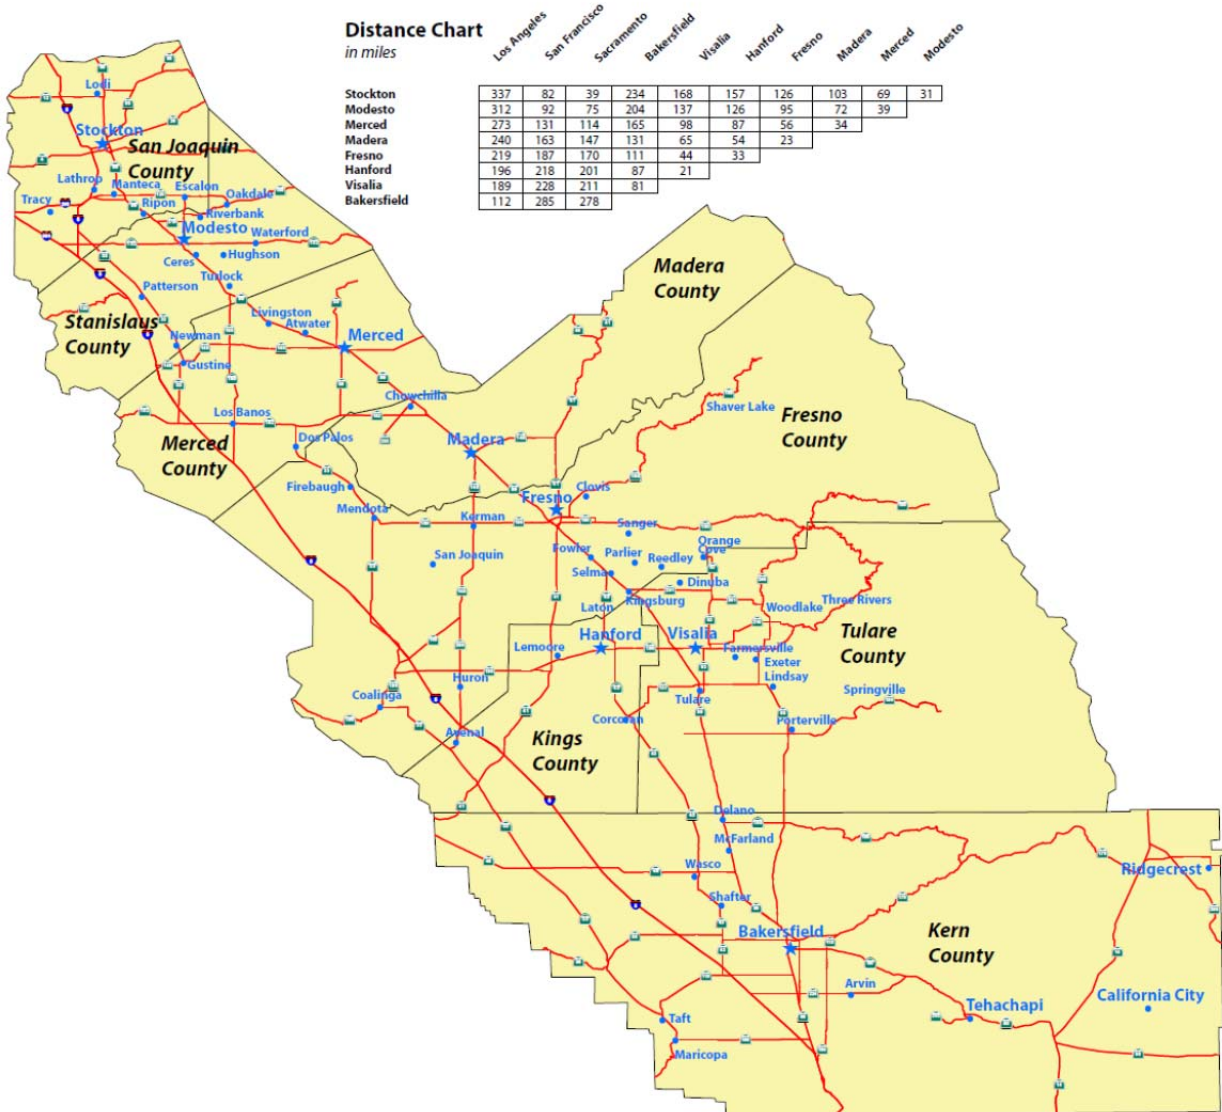 Distance Chart
in miles
Los Angeles
San Francisco
Sacramento
Bakersfield
Visalia
Hanford
Fresno
Madera
Merced
Modesto
Stockton 337 82 39 234 168 157 126 103 69 31
Modesto 312 92 75 204 137 126 95 72 39
Merced 273 131 114 165 98 87 56 34
Madera 240 163 147 131 65 54 23
Fresno 219 187 170 111 44 33
Hanford 196 218 201 87 21
Visalia 189 228 211 81
Bakersfield 112 285 278
Lodi
Stockton
San Joaquin
County
Lathrop
Manteca
Escalon
Oakdale
Tracy
Ripon
Riverbank
Modesto
Waterford
Ceres
Hughson
Turlock
Patterson
Stanislaus
County
Livingston
Atwater
Newman
Merced
Gustine
Madera
County
Chowchilla
Los Banos
Merced
County
Dos Palos
Madera
Shaver Lake
Fresno
County
Firebaugh
Mendota
Fresno
Clovis
Kerman
Sanger
San Joaquin
Fowler
Parlier
Reedley
Orange
Cove
Selma
Dinuba
Kingsburg
Laton
Woodlake
Three Rivers
Hanford
Visalia
Tulare
County
Lemoore
Farmersville
Exeter
Lindsay
Huron
Coalinga
Tulare
Springville
Corcoran
Porterville
Avenal
Kings
County
Delano
McFarland
Wasco
Shafter
Ridgecrest
Bakersfield
Kern
County
Arvin
California City
Tehachapi
Taft
Maricopa